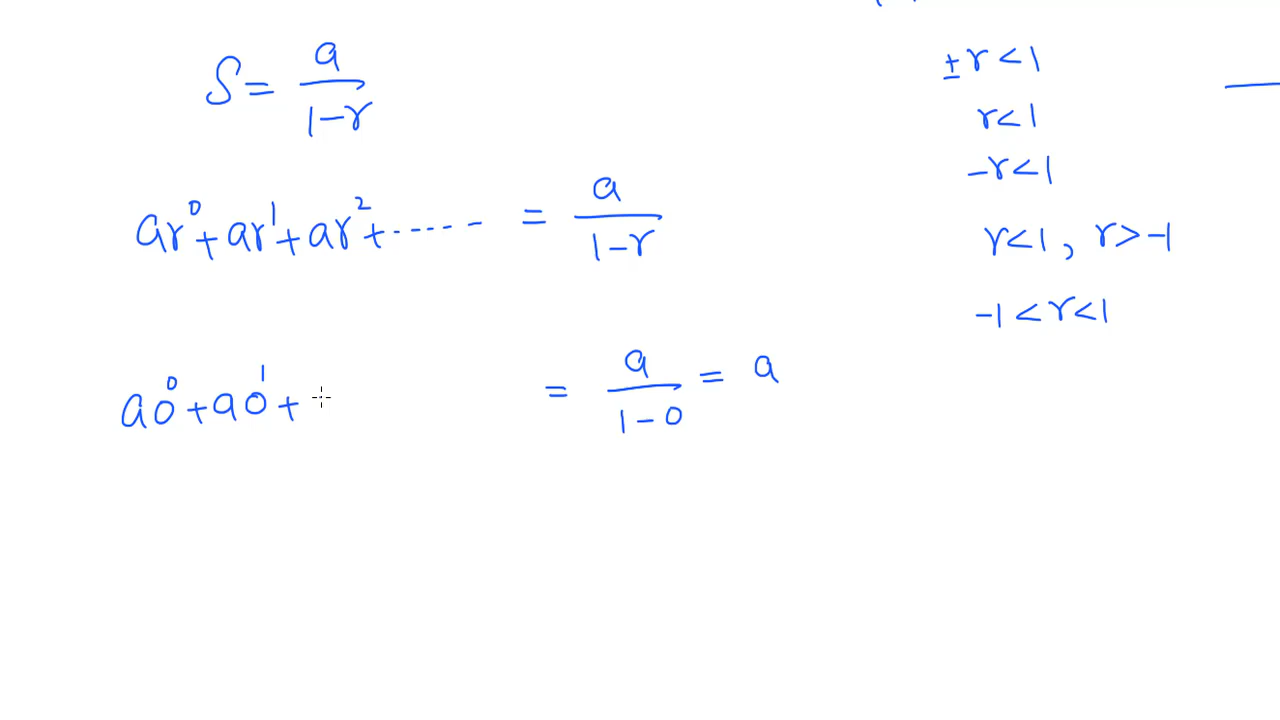 S = a/(1-r)
ar⁰+ar¹+ar²+..... = a/(1-r)
a0⁰+a0¹+ = a/(1-0) = a
±r<1
r<1
-r<1
r<1, r>-1
-1<r<1